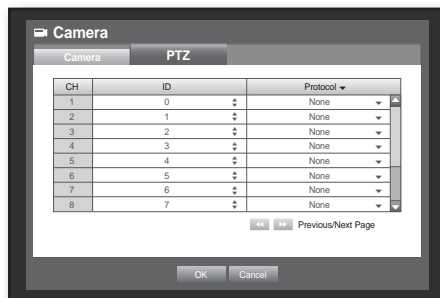 Camera
Camera PTZ
CH ID Protocol
1 0 None
2 1 None
3 2 None
4 3 None
5 4 None
6 5 None
7 6 None
8 7 None
Previous/Next Page
OK Cancel